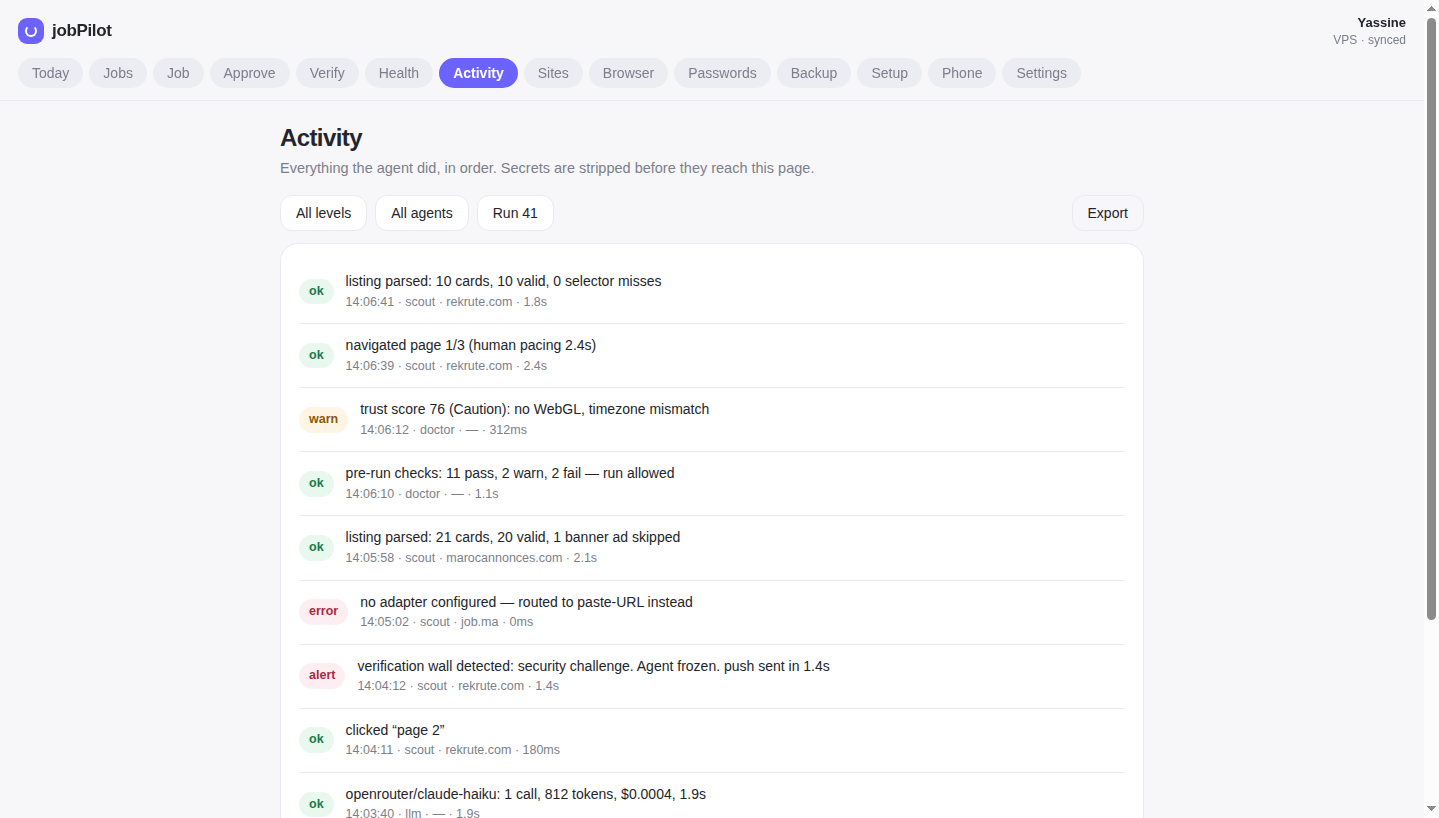 jobPilot
Yassine
VPS · synced
Today
Jobs
Job
Approve
Verify
Health
Activity
Sites
Browser
Passwords
Backup
Setup
Phone
Settings
Activity
Everything the agent did, in order. Secrets are stripped before they reach this page.
All levels
All agents
Run 41
Export
ok
listing parsed: 10 cards, 10 valid, 0 selector misses
14:06:41 · scout · rekrute.com · 1.8s
ok
navigated page 1/3 (human pacing 2.4s)
14:06:39 · scout · rekrute.com · 2.4s
warn
trust score 76 (Caution): no WebGL, timezone mismatch
14:06:12 · doctor · — · 312ms
ok
pre-run checks: 11 pass, 2 warn, 2 fail — run allowed
14:06:10 · doctor · — · 1.1s
ok
listing parsed: 21 cards, 20 valid, 1 banner ad skipped
14:05:58 · scout · marocannonces.com · 2.1s
error
no adapter configured — routed to paste-URL instead
14:05:02 · scout · job.ma · 0ms
alert
verification wall detected: security challenge. Agent frozen. push sent in 1.4s
14:04:12 · scout · rekrute.com · 1.4s
ok
clicked “page 2”
14:04:11 · scout · rekrute.com · 180ms
ok
openrouter/claude-haiku: 1 call, 812 tokens, $0.0004, 1.9s
14:03:40 · llm · — · 1.9s